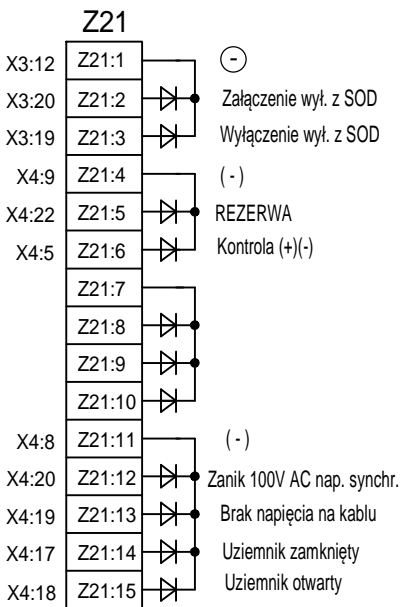 Z21
X3:12 Z21:1 -
X3:20 Z21:2 Załączenie wył. z SOD
X3:19 Z21:3 Wyłączenie wył. z SOD
X4:9 Z21:4 ( - )
X4:22 Z21:5 REZERWA
X4:5 Z21:6 Kontrola (+)(-)
Z21:7
Z21:8
Z21:9
Z21:10
X4:8 Z21:11 ( - )
X4:20 Z21:12 Zanik 100V AC nap. synchr.
X4:19 Z21:13 Brak napięcia na kablu
X4:17 Z21:14 Uziemnik zamknięty
X4:18 Z21:15 Uziemnik otwarty